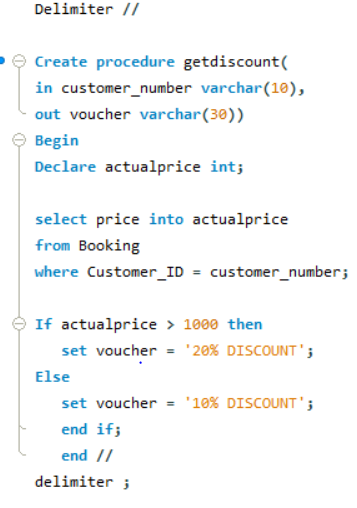 Delimiter //
Create procedure getdiscount(
in customer_number varchar(10),
out voucher varchar(30))
Begin
Declare actualprice int;
select price into actualprice
from Booking
where Customer_ID = customer_number;
If actualprice > 1000 then
set voucher = '20% DISCOUNT';
Else
set voucher = '10% DISCOUNT';
end if;
end //
delimiter ;